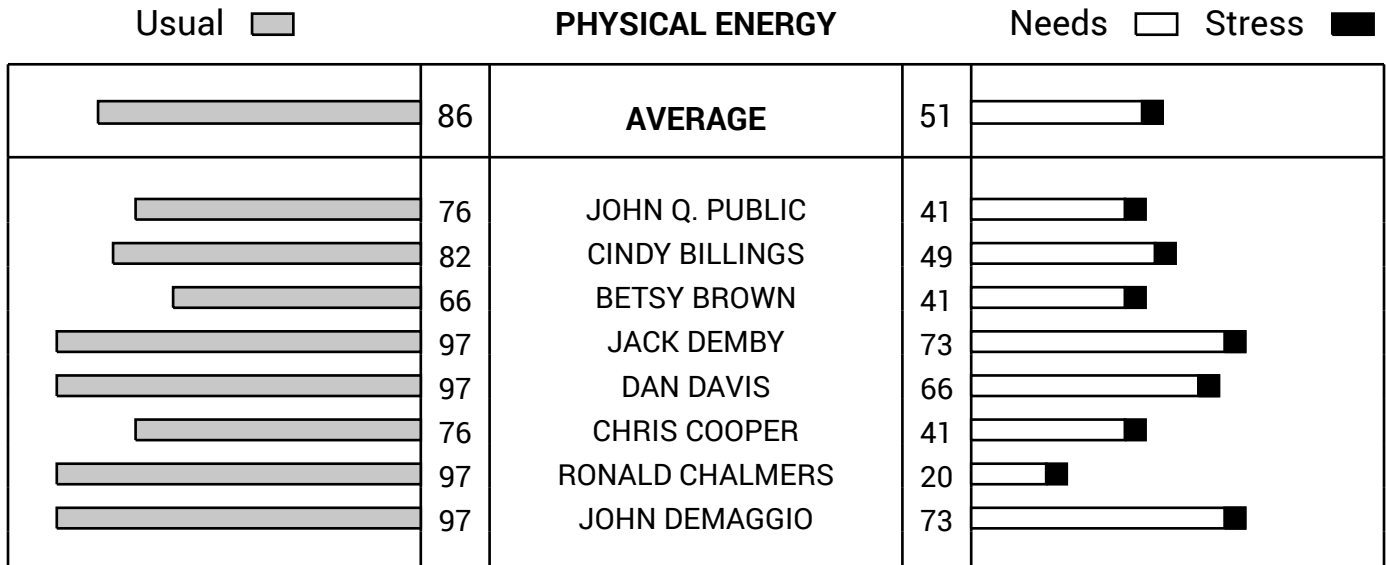 Usual PHYSICAL ENERGY Needs Stress
86 AVERAGE 51
76 JOHN Q. PUBLIC 41
82 CINDY BILLINGS 49
66 BETSY BROWN 41
97 JACK DEMBY 73
97 DAN DAVIS 66
76 CHRIS COOPER 41
97 RONALD CHALMERS 20
97 JOHN DEMAGGIO 73